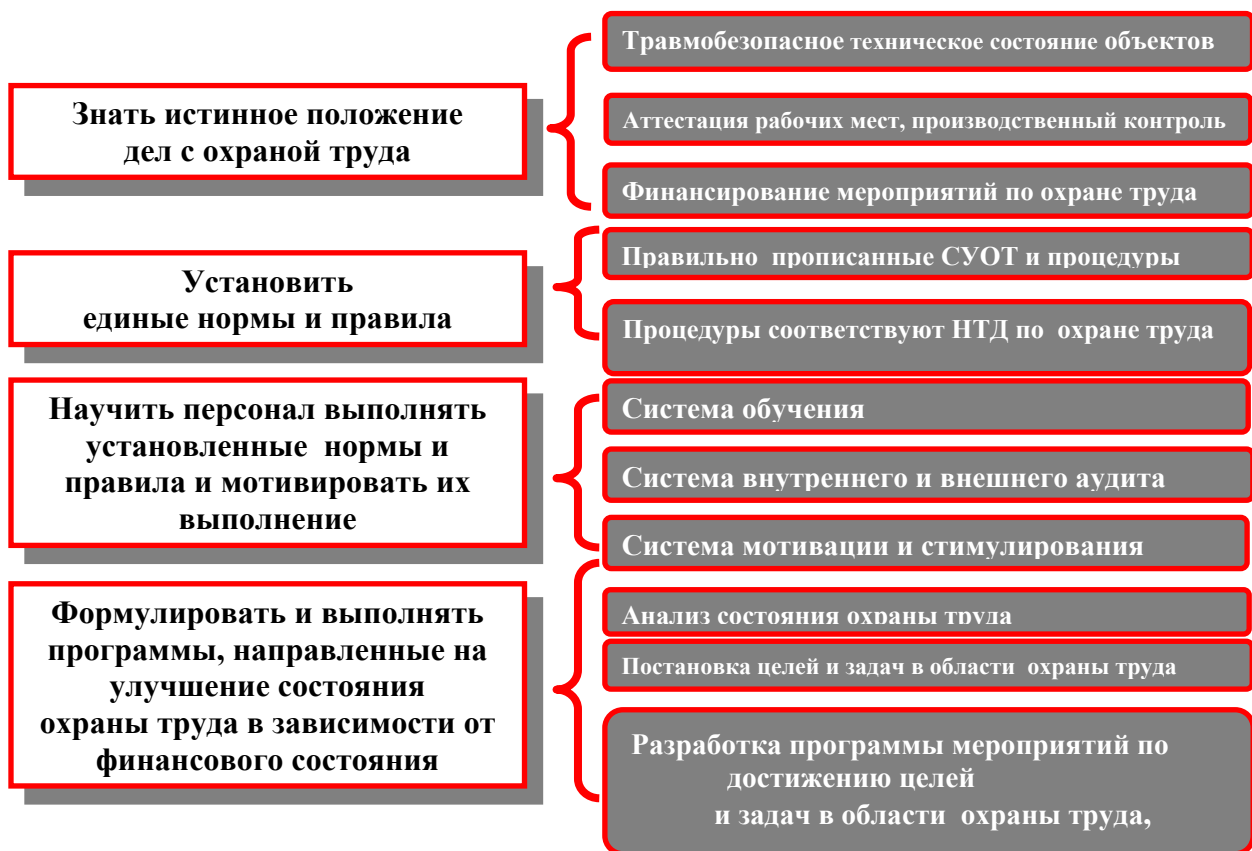 Знать истинное положение
дел с охраной труда
Травмобезопасное техническое состояние объектов
Аттестация рабочих мест, производственный контроль
Финансирование мероприятий по охране труда
Установить
единые нормы и правила
Правильно прописанные СУОТ и процедуры
Процедуры соответствуют НТД по охране труда
Научить персонал выполнять
установленные нормы и
правила и мотивировать их
выполнение
Система обучения
Система внутреннего и внешнего аудита
Система мотивации и стимулирования
Формулировать и выполнять
программы, направленные на
улучшение состояния
охраны труда в зависимости от
финансового состояния
Анализ состояния охраны труда
Постановка целей и задач в области охраны труда
Разработка программы мероприятий по
достижению целей
и задач в области охраны труда,